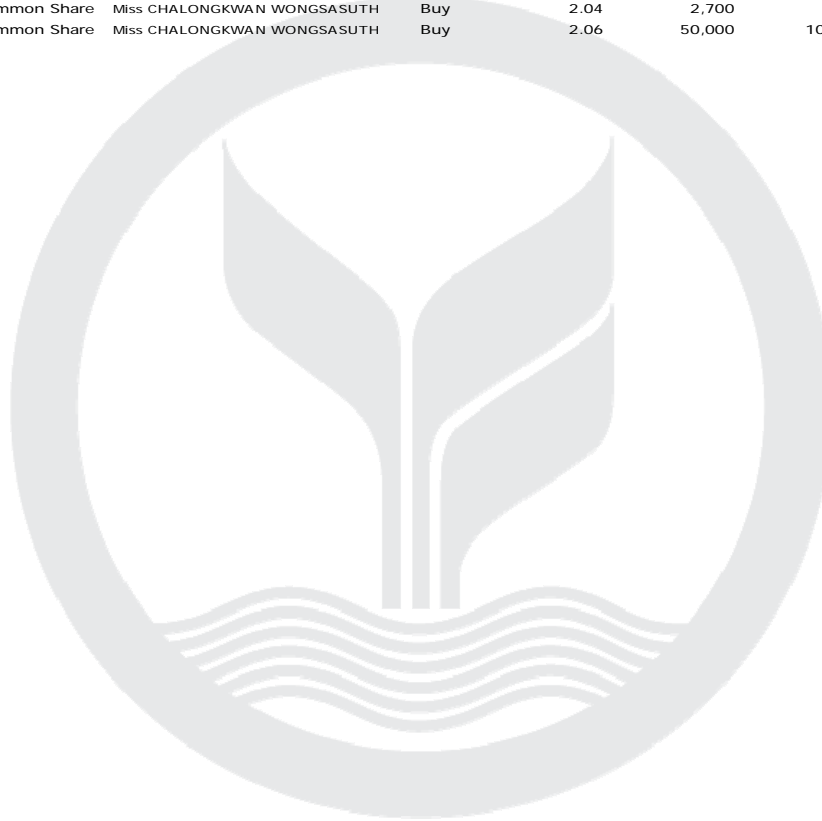 mmon Share Miss CHALONGKWAN WONGSASUTH Buy 2.04 2,700
mmon Share Miss CHALONGKWAN WONGSASUTH Buy 2.06 50,000 10